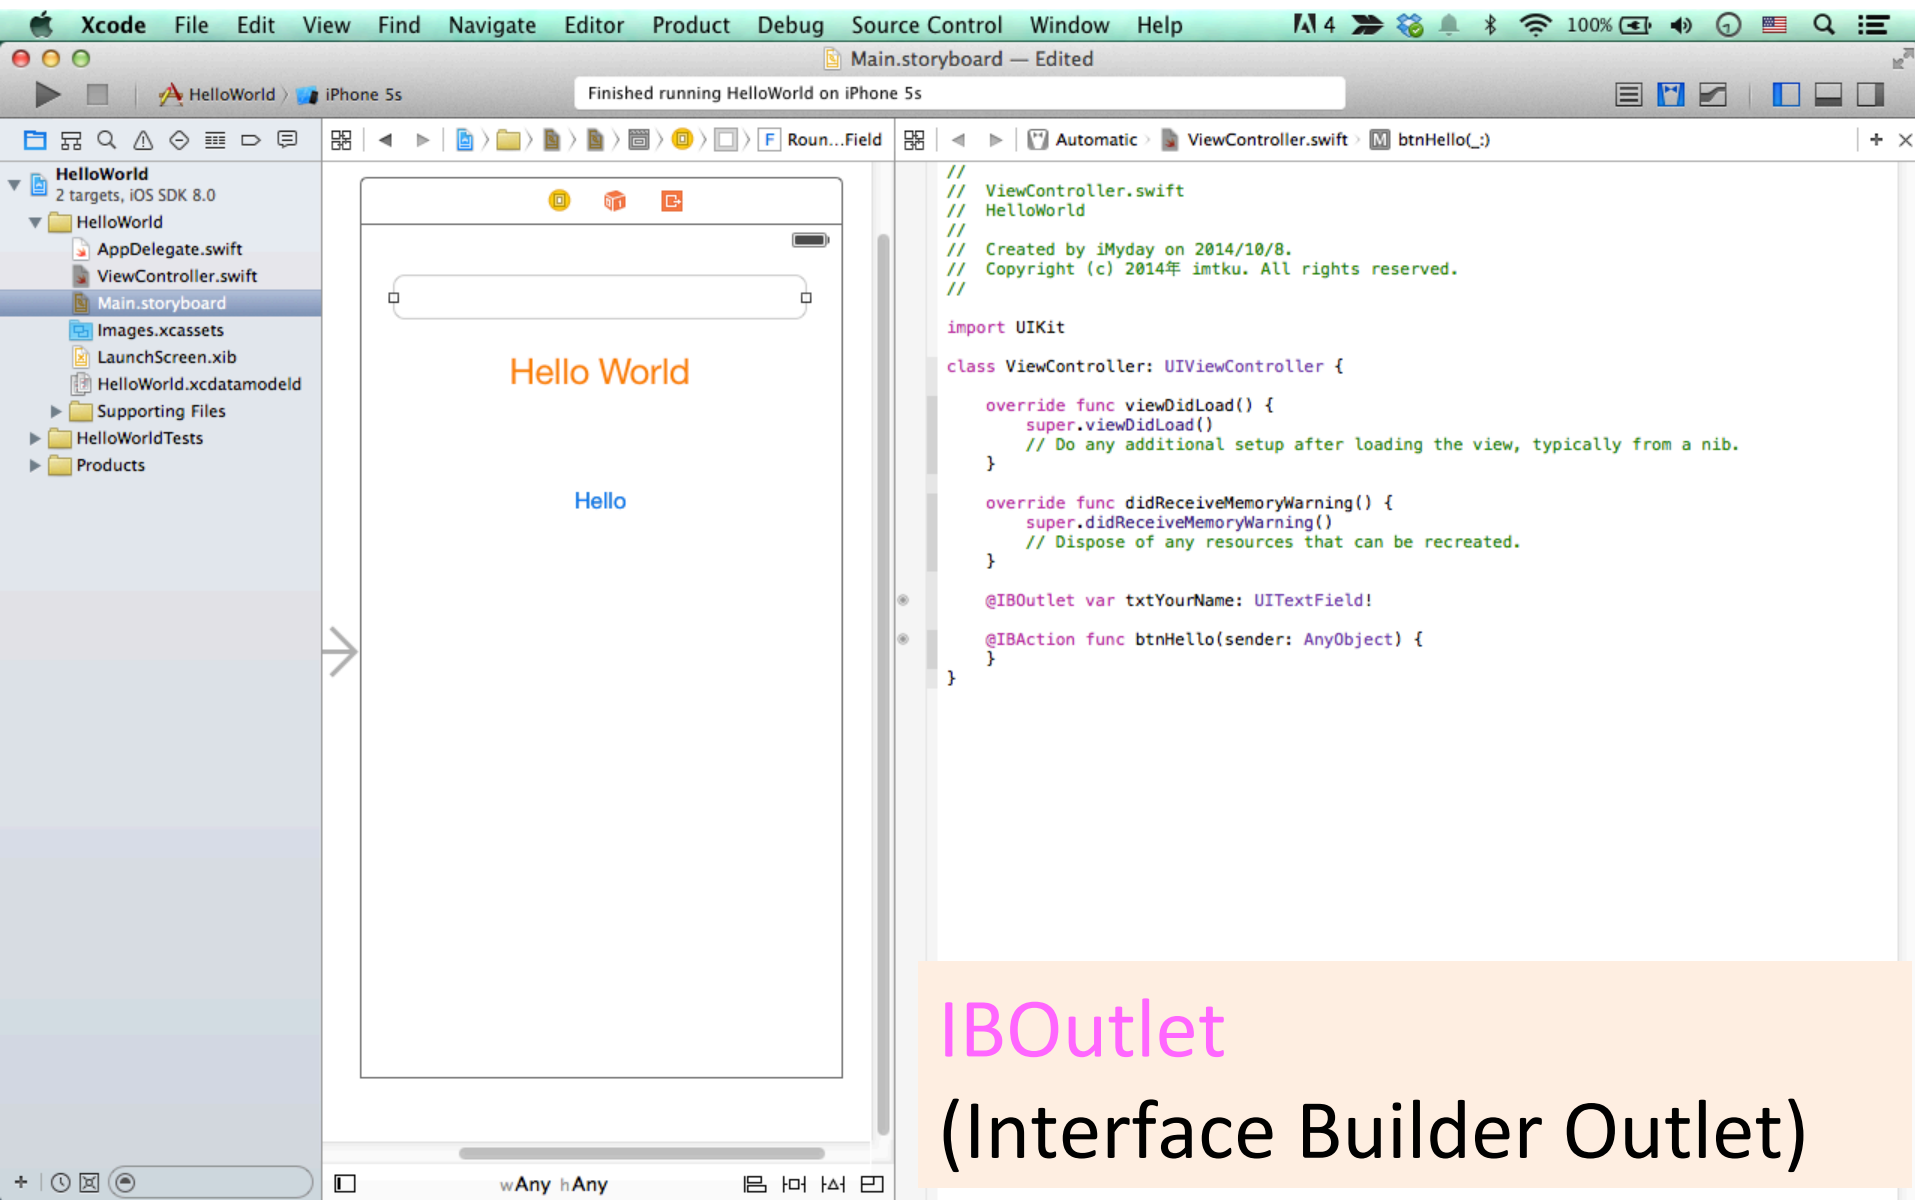 Xcode File Edit View Find Navigate Editor Product Debug Source Control Window Help 4 100%
Main.storyboard — Edited
HelloWorld iPhone 5s
Finished running HelloWorld on iPhone 5s
F Roun...Field
Automatic ViewController.swift M btnHello(_:)
HelloWorld
2 targets, iOS SDK 8.0
HelloWorld
AppDelegate.swift
ViewController.swift
Main.storyboard
Images.xcassets
LaunchScreen.xib
HelloWorld.xcdatamodeld
Supporting Files
HelloWorldTests
Products
Hello World
Hello
wAny hAny
//
// ViewController.swift
// HelloWorld
//
// Created by iMyday on 2014/10/8.
// Copyright (c) 2014年 imtku. All rights reserved.
//
import UIKit
class ViewController: UIViewController {
override func viewDidLoad() {
super.viewDidLoad()
// Do any additional setup after loading the view, typically from a nib.
}
override func didReceiveMemoryWarning() {
super.didReceiveMemoryWarning()
// Dispose of any resources that can be recreated.
}
@IBOutlet var txtYourName: UITextField!
@IBAction func btnHello(sender: AnyObject) {
}
}
IBOutlet
(Interface Builder Outlet)